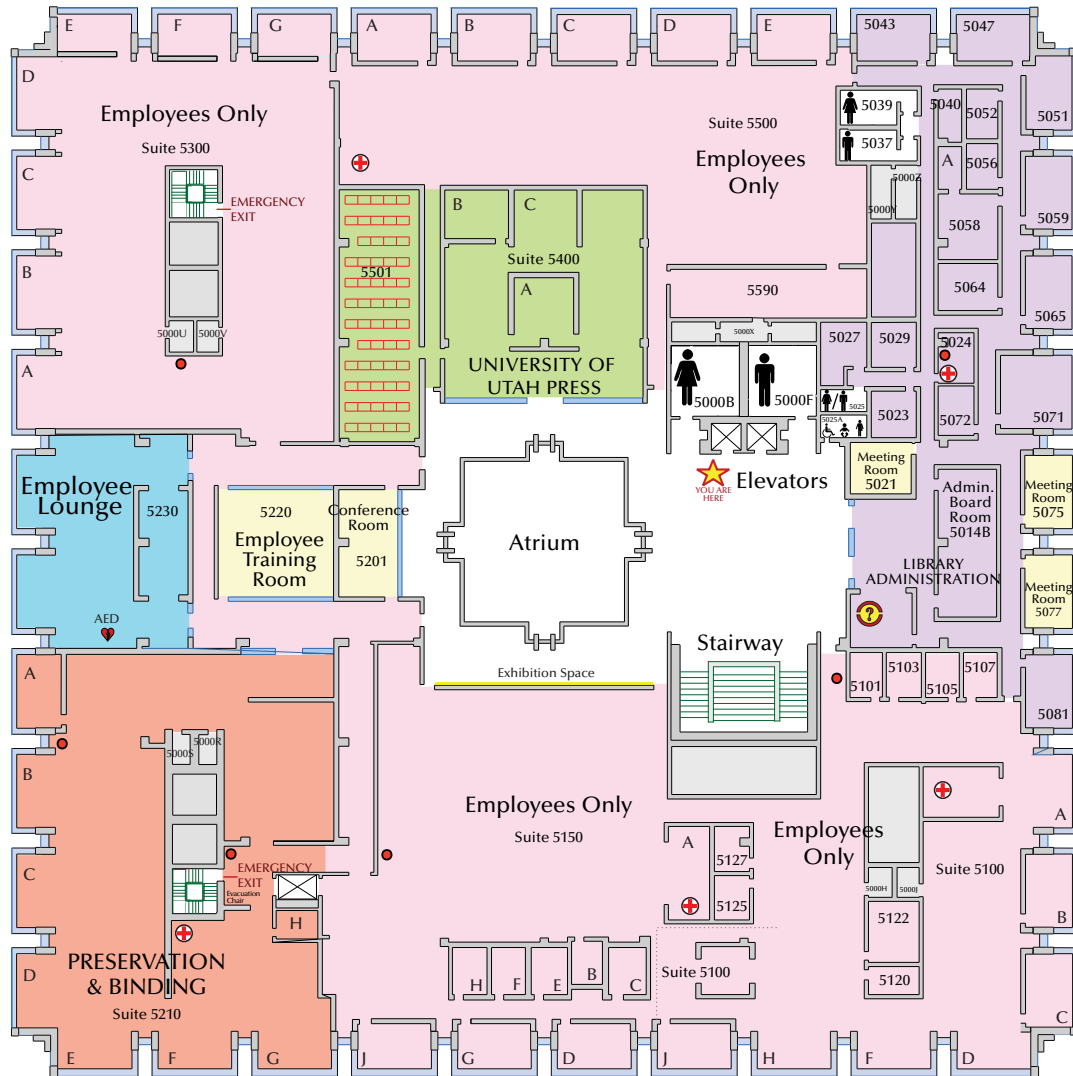 E
F
G
A
B
C
D
E
5043
5047
D
Employees Only
Suite 5300
Suite 5500
Employees
Only
5039
5037
5040
5052
5051
A
5056
C
EMERGENCY
EXIT
B
C
5000Z
5000Y
5059
5058
Suite 5400
B
5501
A
5590
5064
5065
5000U
5000V
5000X
5027
5029
5024
A
UNIVERSITY OF
UTAH PRESS
5000B
5000F
/
5025
5025A
5023
5072
5071
Employee
Lounge
5230
5220
Employee
Training
Room
Conference
Room
5201
Atrium
YOU ARE
HERE
Elevators
Meeting
Room
5021
Admin.
Board
Room
5014B
Meeting
Room
5075
LIBRARY
ADMINISTRATION
Meeting
Room
5077
?
AED
Stairway
Exhibition Space
A
5101
5103
5105
5107
5081
5000S
5000R
B
Employees Only
Suite 5150
Employees
Only
A
A
5127
5125
Suite 5100
C
EMERGENCY
EXIT
Evacuation
Chair
5000H
5000J
5122
B
H
D
PRESERVATION
& BINDING
Suite 5210
H
F
E
B
C
Suite 5100
5120
C
E
F
G
J
G
D
J
H
F
D